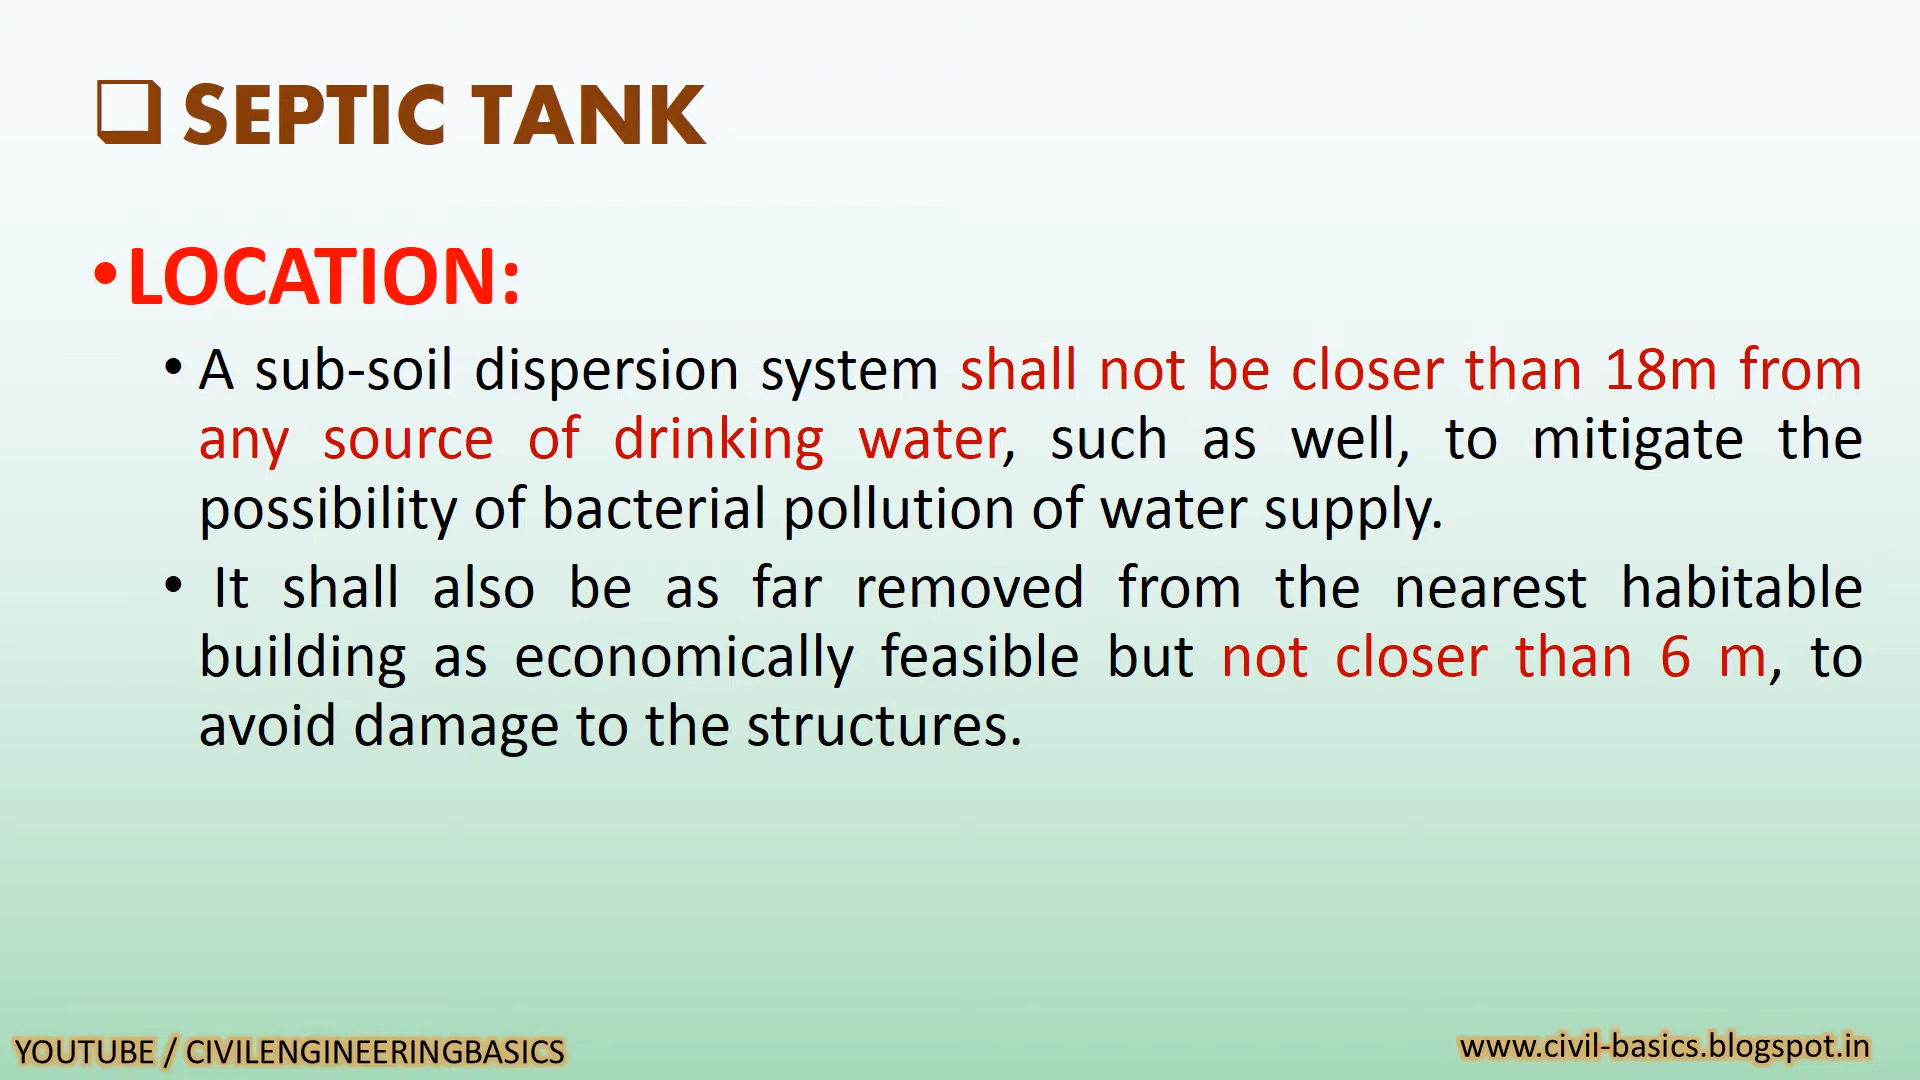 SEPTIC TANK
•LOCATION:
• A sub-soil dispersion system shall not be closer than 18m from
any source of drinking water, such as well, to mitigate the
possibility of bacterial pollution of water supply.
• It shall also be as far removed from the nearest habitable
building as economically feasible but not closer than 6 m, to
avoid damage to the structures.
YOUTUBE / CIVILENGINEERINGBASICS
www.civil-basics.blogspot.in